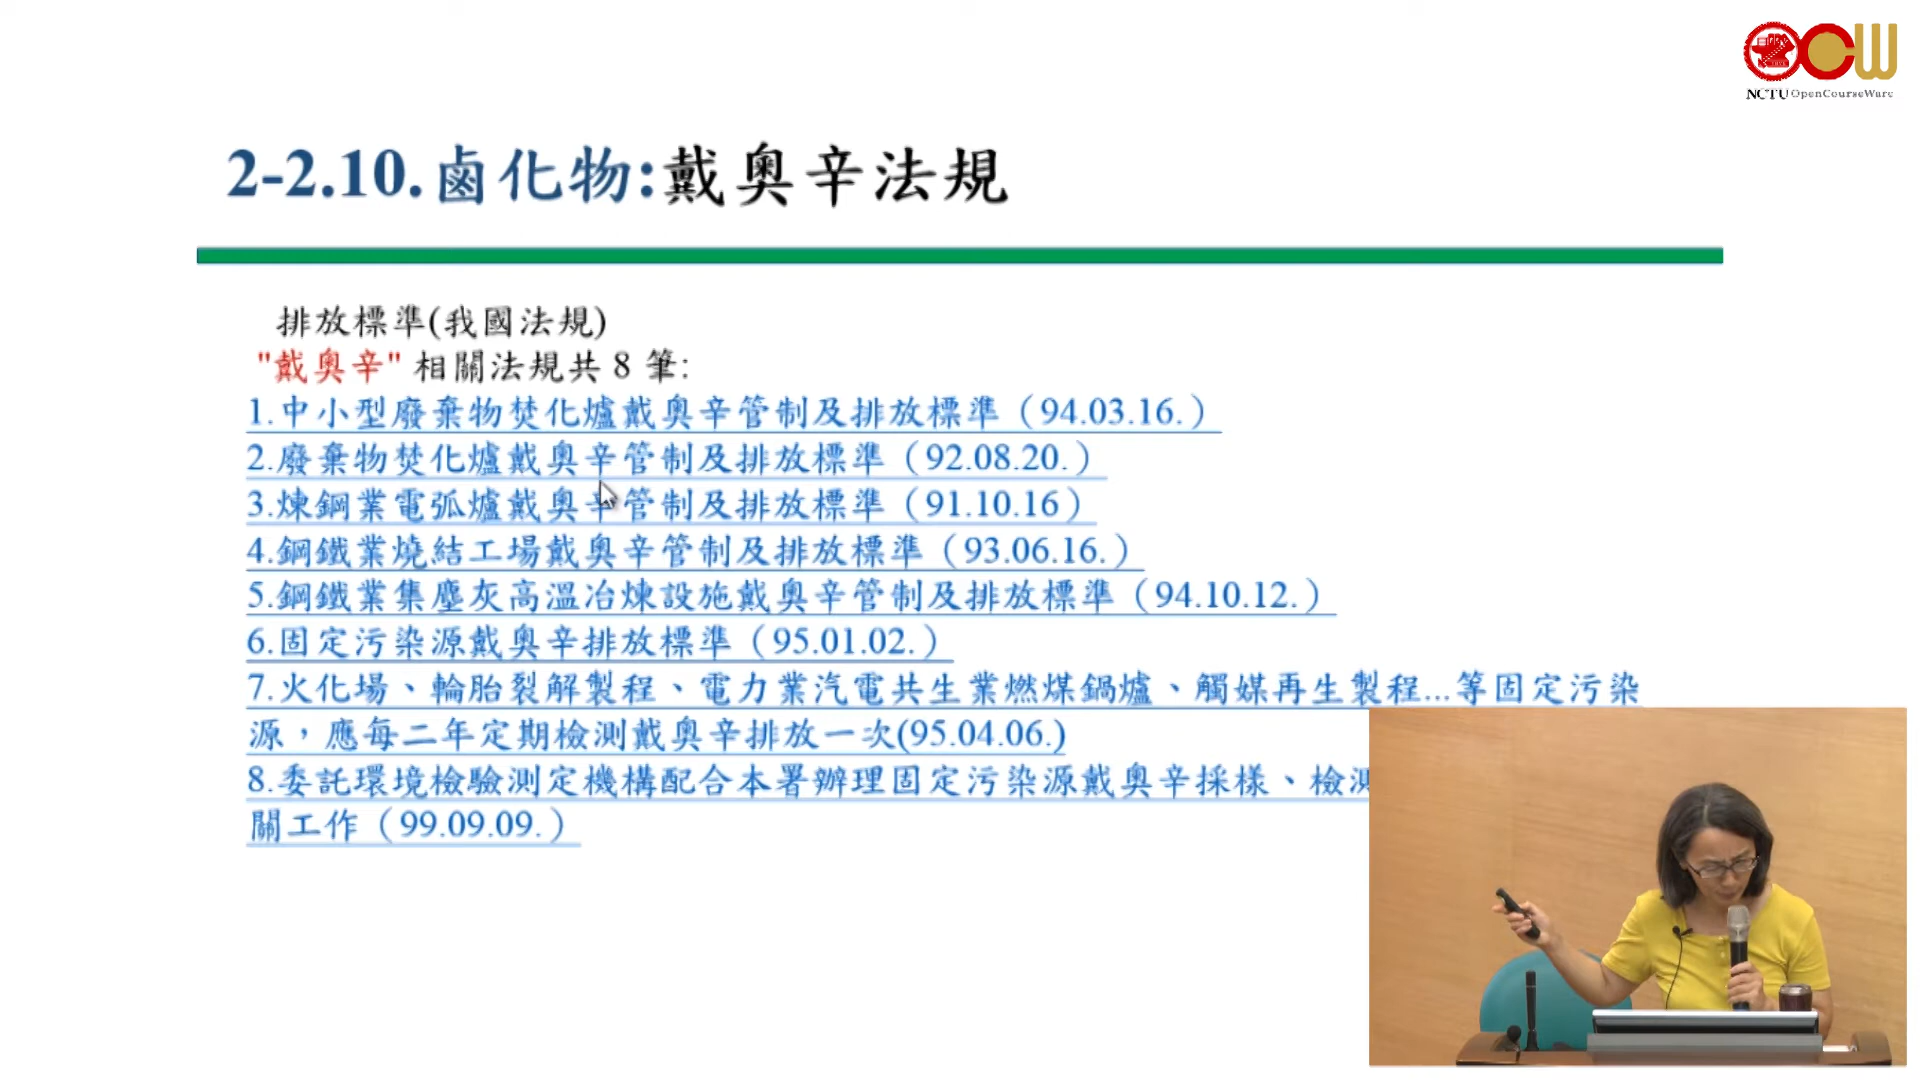 NCTU OpenCourseWare
2-2.10.鹵化物:戴奧辛法規
排放標準(我國法規)
"戴奧辛" 相關法規共 8 筆:
1.中小型廢棄物焚化爐戴奧辛管制及排放標準（94.03.16.）
2.廢棄物焚化爐戴奧辛管制及排放標準（92.08.20.）
3.煉鋼業電弧爐戴奧辛管制及排放標準（91.10.16）
4.鋼鐵業燒結工場戴奧辛管制及排放標準（93.06.16.）
5.鋼鐵業集塵灰高溫冶煉設施戴奧辛管制及排放標準（94.10.12.）
6.固定污染源戴奧辛排放標準（95.01.02.）
7.火化場、輪胎裂解製程、電力業汽電共生業燃煤鍋爐、觸媒再生製程...等固定污染
源，應每二年定期檢測戴奧辛排放一次(95.04.06.)
8.委託環境檢驗測定機構配合本署辦理固定污染源戴奧辛採樣、檢測
關工作（99.09.09.）